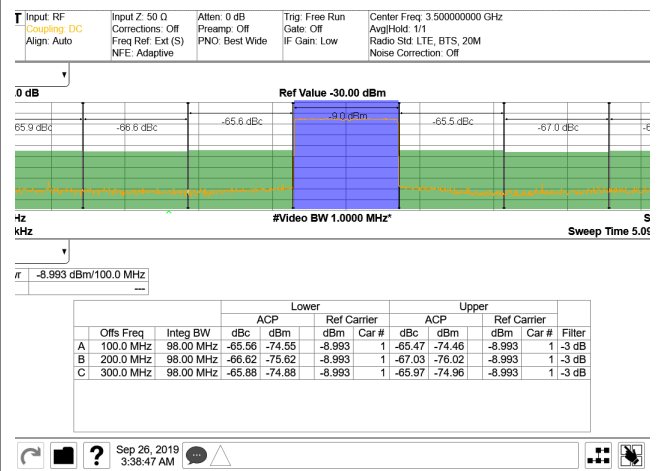 Input: RF
Coupling: DC
Align: Auto
Input Z: 50 Ω
Corrections: Off
Freq Ref: Ext (S)
NFE: Adaptive
Atten: 0 dB
Preamp: Off
PNO: Best Wide
Trig: Free Run
Gate: Off
IF Gain: Low
Center Freq: 3.500000000 GHz
Avg|Hold: 1/1
Radio Std: LTE, BTS, 20M
Noise Correction: Off
.0 dB
Ref Value -30.00 dBm
65.9 dBc
-66.6 dBc
-65.6 dBc
-9.0 dBm
-65.5 dBc
-67.0 dBc
-6
Hz
#Video BW 1.0000 MHz*
S
kHz
Sweep Time 5.09
wr -8.993 dBm/100.0 MHz
---
Lower Upper
ACP Ref Carrier ACP Ref Carrier
Offs Freq Integ BW dBc dBm dBm Car # dBc dBm dBm Car # Filter
A 100.0 MHz 98.00 MHz -65.56 -74.55 -8.993 1 -65.47 -74.46 -8.993 1 -3 dB
B 200.0 MHz 98.00 MHz -66.62 -75.62 -8.993 1 -67.03 -76.02 -8.993 1 -3 dB
C 300.0 MHz 98.00 MHz -65.88 -74.88 -8.993 1 -65.97 -74.96 -8.993 1 -3 dB
?
Sep 26, 2019
3:38:47 AM